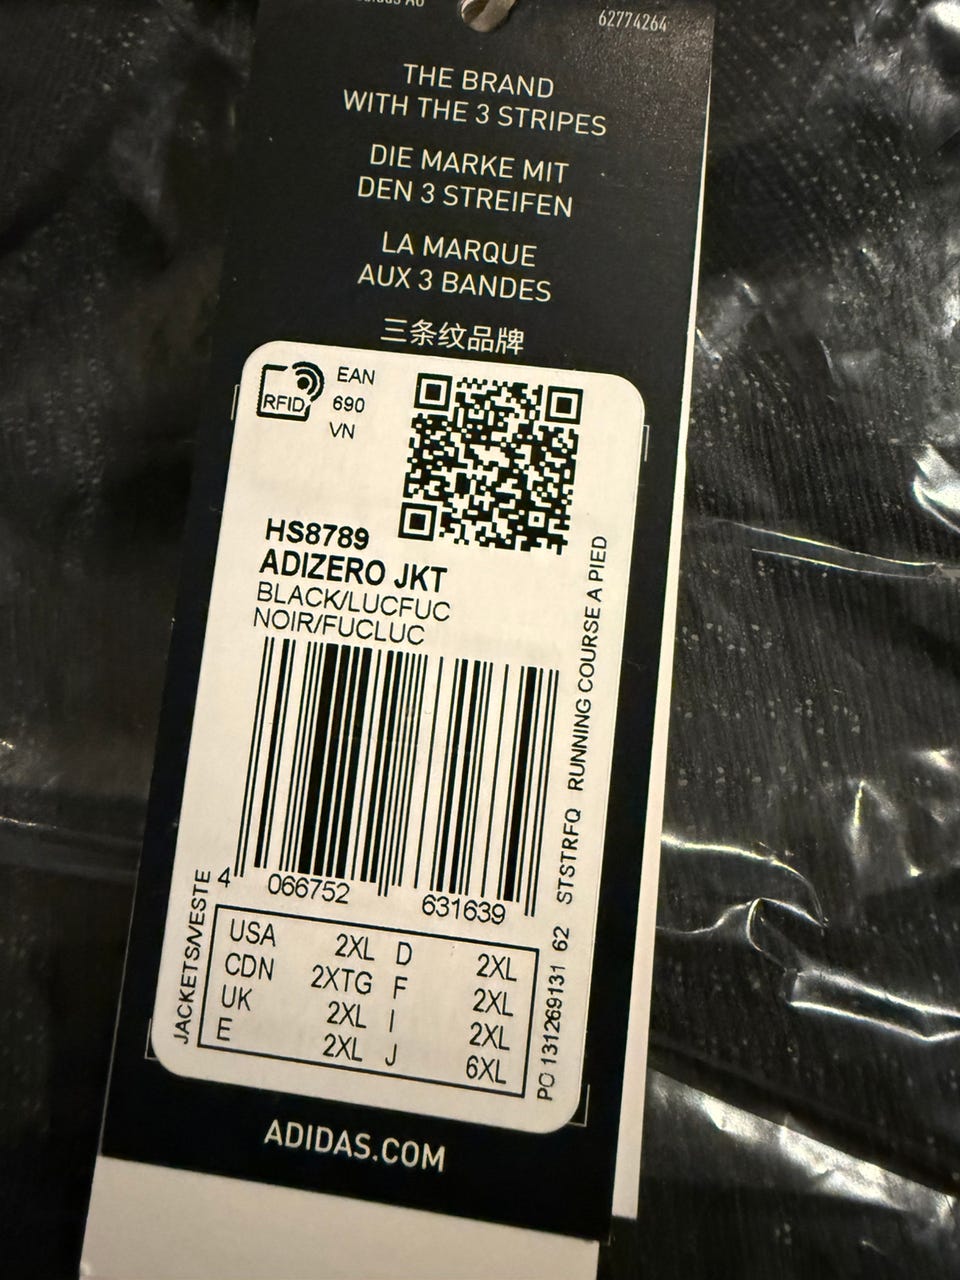 62774264
THE BRAND
WITH THE 3 STRIPES
DIE MARKE MIT
DEN 3 STREIFEN
LA MARQUE
AUX 3 BANDES
三条纹品牌
RFID
EAN
690
VN
HS8789
ADIZERO JKT
BLACK/LUCFUC
NOIR/FUCLUC
4 066752 631639
JACKETS/VESTE
USA 2XL D 2XL
CDN 2XTG F 2XL
UK 2XL I 2XL
E 2XL J 6XL
PO 131269131 62 STSTRFQ RUNNING COURSE A PIED
ADIDAS.COM